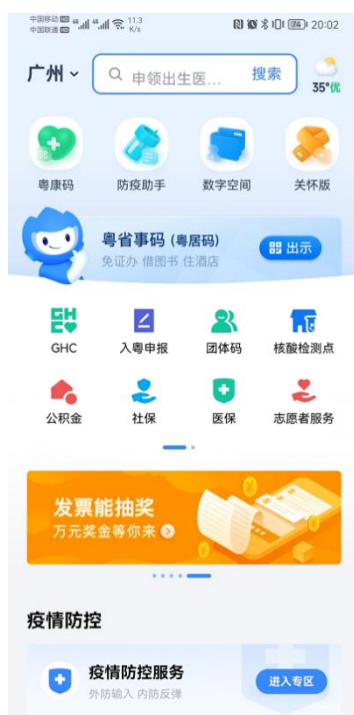 中国移动 HD 4G 4G 11.3 K/s 20:02
中国联通 HD
广州 申领出生医... 搜索 35°优
粤康码 防疫助手 数字空间 关怀版
粤省事码 (粤居码) 出示
免证办 借图书 住酒店
GHC 入粤申报 团体码 核酸检测点
公积金 社保 医保 志愿者服务
发票能抽奖
万元奖金等你来
疫情防控
疫情防控服务 进入专区
外防输入 内防反弹